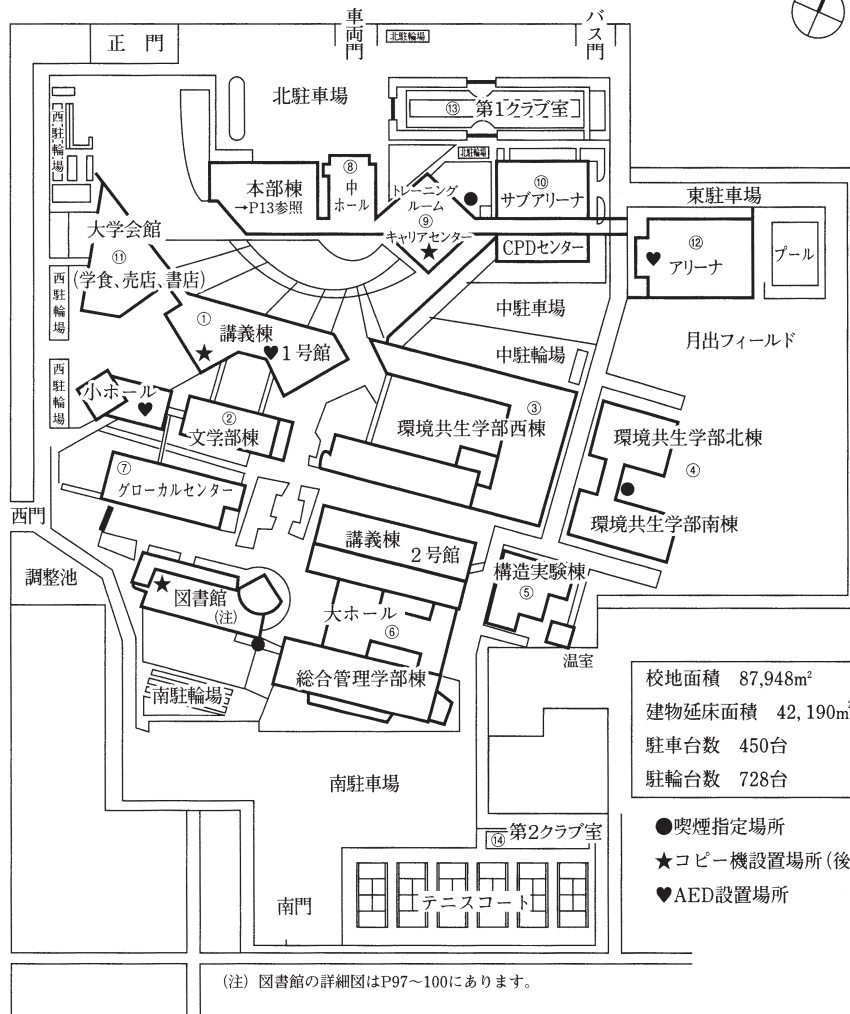 正門
車両門
北駐輪場
バス門
北駐車場
⑬ 第1クラブ室
西駐輪場
北駐輪場
本部棟
→P13参照
⑧
中ホール
トレーニングルーム
⑨
キャリアセンター
★
●
⑩
サブアリーナ
CPDセンター
東駐車場
⑫
♥アリーナ
プール
大学会館
⑪
(学食、売店、書店)
西駐輪場
中駐車場
中駐輪場
月出フィールド
①
講義棟
★ ♥1号館
西駐輪場
小ホール
♥
②
文学部棟
③
環境共生学部西棟
環境共生学部北棟
④
●
環境共生学部南棟
⑦
グローカルセンター
西門
調整池
講義棟
2号館
構造実験棟
⑤
★
図書館
(注)
●
大ホール
⑥
温室
総合管理学部棟
南駐輪場
校地面積 87,948m²
建物延床面積 42,190m²
駐車台数 450台
駐輪台数 728台
南駐車場
●喫煙指定場所
★コピー機設置場所(後
♥AED設置場所
⑭ 第2クラブ室
テニスコート
南門
(注) 図書館の詳細図はP97〜100にあります。